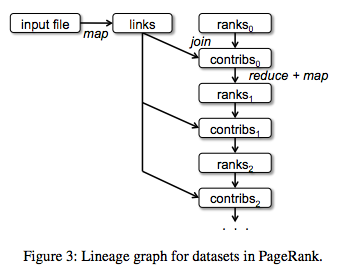 input file
map
links
ranks₀
join
contribs₀
reduce + map
ranks₁
contribs₁
ranks₂
contribs₂
. . .
Figure 3: Lineage graph for datasets in PageRank.